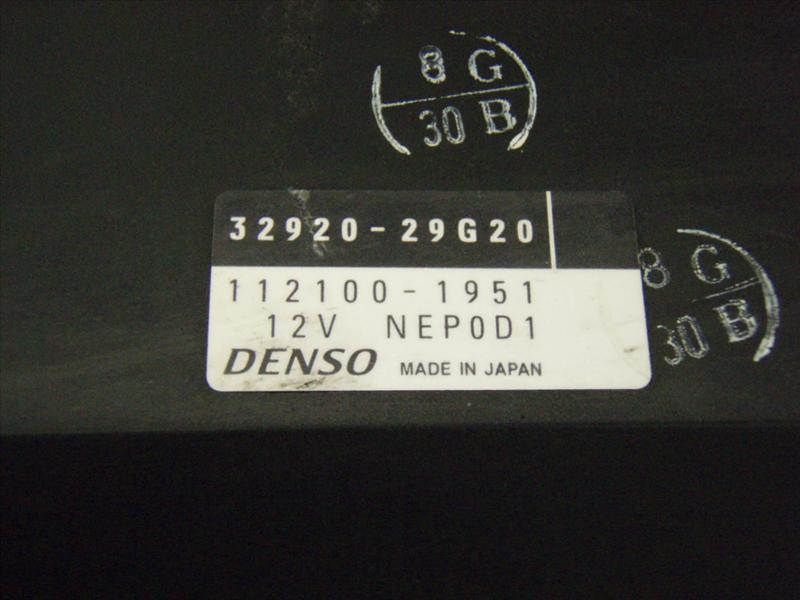 8 G
30 B
32920-29G20
112100-1951
12V NEP0D1
DENSO MADE IN JAPAN
8 G
30 B